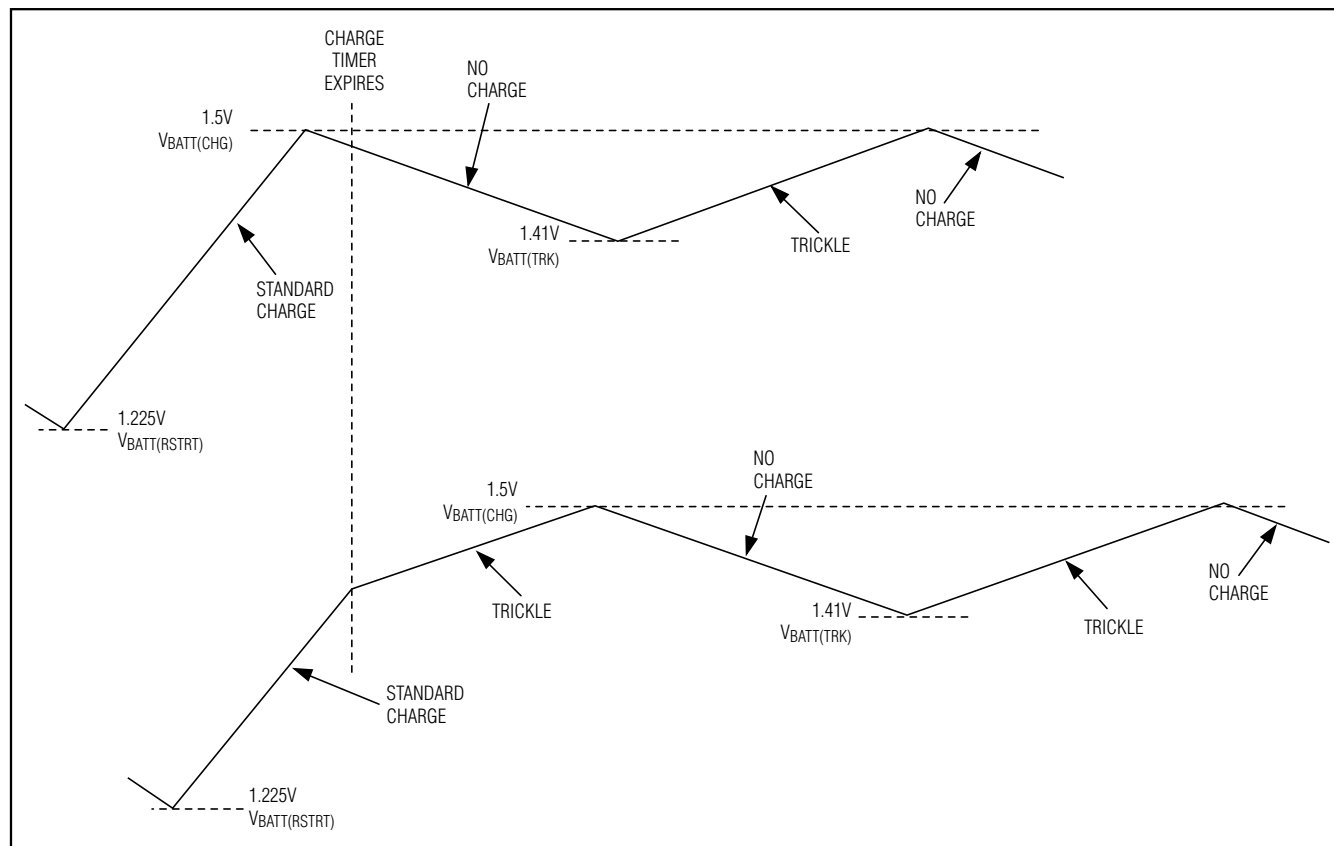 CHARGE
TIMER
EXPIRES
NO
CHARGE
1.5V
VBATT(CHG)
NO
CHARGE
1.41V
VBATT(TRK)
TRICKLE
STANDARD
CHARGE
1.225V
VBATT(RSTRT)
NO
CHARGE
1.5V
VBATT(CHG)
NO
CHARGE
TRICKLE
1.41V
VBATT(TRK)
TRICKLE
STANDARD
CHARGE
1.225V
VBATT(RSTRT)